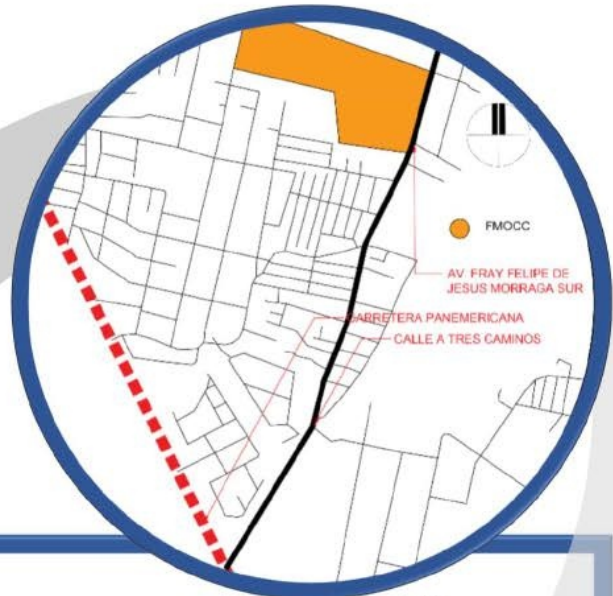 FMOCC
AV. FRAY FELIPE DE
JESUS MORRAGA SUR
CARRETERA PANEMERICANA
CALLE A TRES CAMINOS